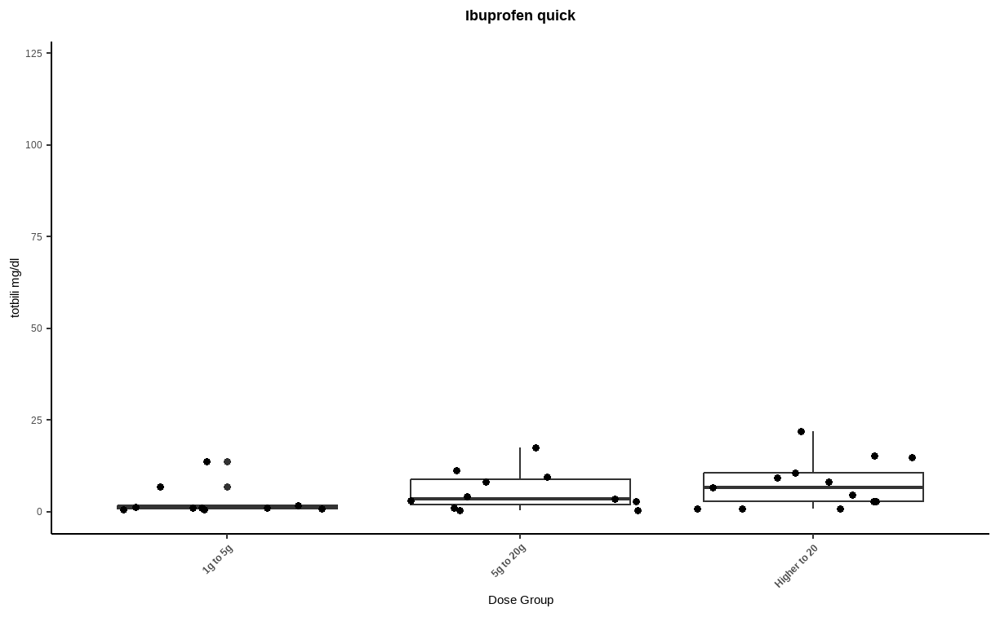 Ibuprofen quick
125
100
75
50
25
0
totbili mg/dl
1g to 5g
5g to 20g
Higher to 20
Dose Group